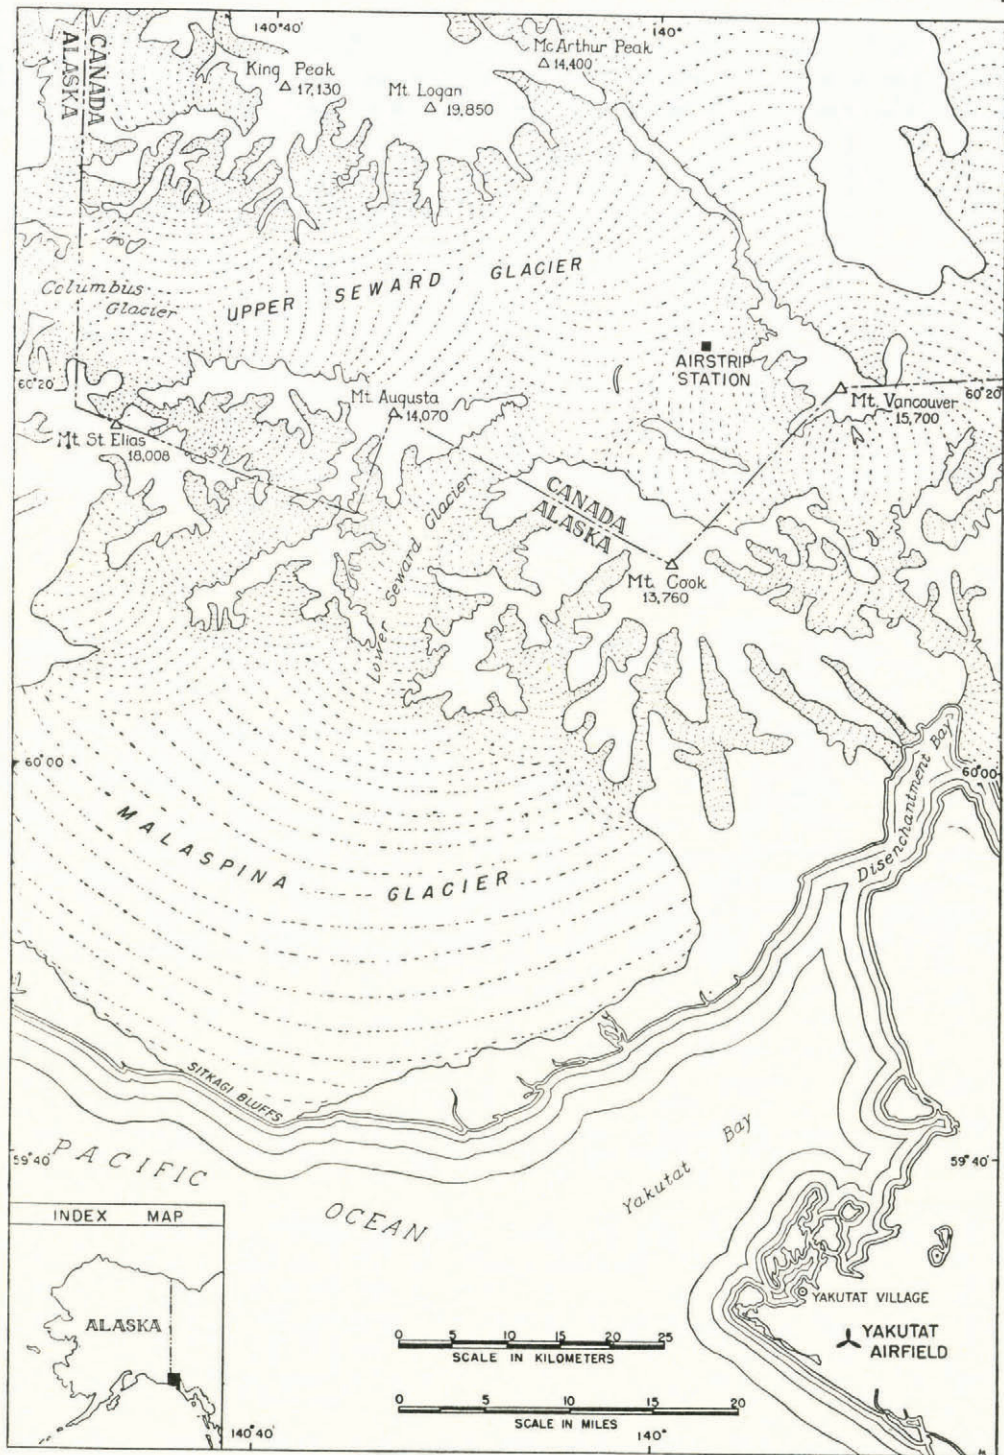 140°40'
140°
CANADA
ALASKA
McArthur Peak
14,400
King Peak
17,130
Mt. Logan
19,850
Columbus
Glacier
UPPER SEWARD GLACIER
AIRSTRIP
STATION
60°20
60°20
Mt. Vancouver
15,700
Mt Augusta
14,070
Mt St Elias
18,008
CANADA
ALASKA
Lower Seward Glacier
Mt. Cook
13,760
60°00
60°00
Disenchantment Bay
MALASPINA GLACIER
SITKAGI BLUFFS
PACIFIC
OCEAN
Yakutat Bay
59°40
59°40
INDEX MAP
ALASKA
YAKUTAT VILLAGE
YAKUTAT
AIRFIELD
0 5 10 15 20 25
SCALE IN KILOMETERS
0 5 10 15 20
SCALE IN MILES
140°40
140°